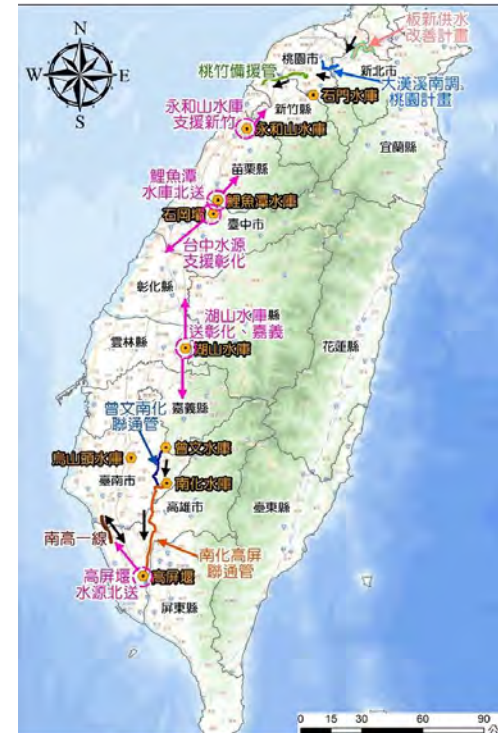 N
W
E
S
板新供水
改善計畫
桃園市
新北市
桃竹備援管
大漢溪南調
桃園計畫
石門水庫
新竹縣
永和山水庫
支援新竹
永和山水庫
宜蘭縣
苗栗縣
鯉魚潭
水庫北送
鯉魚潭水庫
石岡壩
臺中市
台中水源
支援彰化
彰化縣
湖山水庫
送彰化、嘉義
縣
雲林縣
湖山水庫
花蓮縣
嘉義縣
曾文南化
聯通管
曾文水庫
烏山頭水庫
臺南市
南化水庫
高雄市
臺東縣
南高一線
南化高屏
聯通管
高屏堰
水源北送
高屏堰
屏東縣
0 15 30 60 90